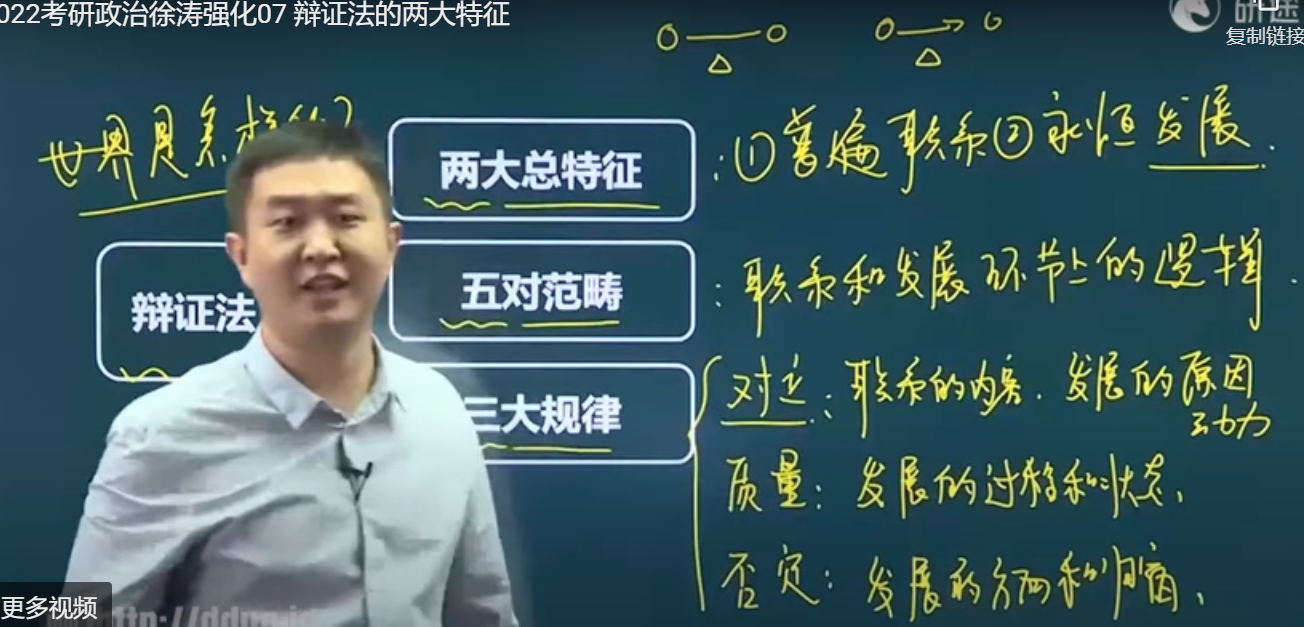 022考研政治徐涛强化07 辩证法的两大特征
研途
复制链接
世界是怎样的?
两大总特征
:①普遍联系②永恒发展.
辩证法
五对范畴
:联系和发展环节上的逻辑.
三大规律
对立:联系的内容.发展的原因
动力
质量:发展的过程和状态.
否定:发展的方向和
更多视频